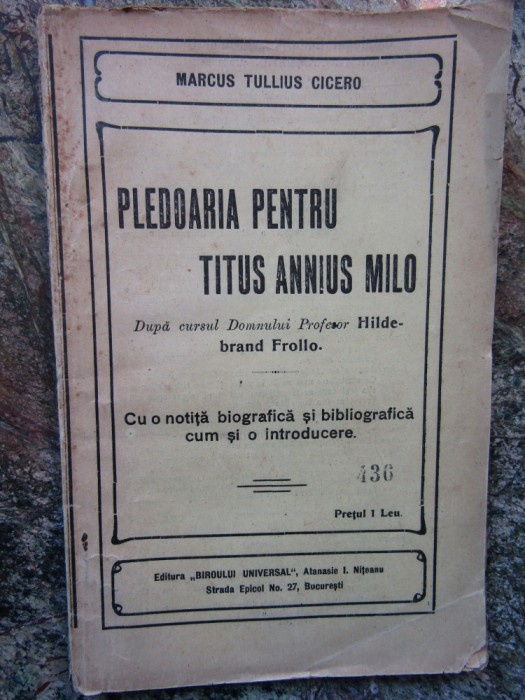 MARCUS TULLIUS CICERO
PLEDOARIA PENTRU
TITUS ANNIUS MILO
După cursul Domnului Profesor Hilde-
brand Frollo.
Cu o notiță biografică și bibliografică
cum și o introducere.
436
Prețul 1 Leu.
Editura „BIROULUI UNIVERSAL", Atanasie I. Nițeanu
Strada Epicol No. 27, București